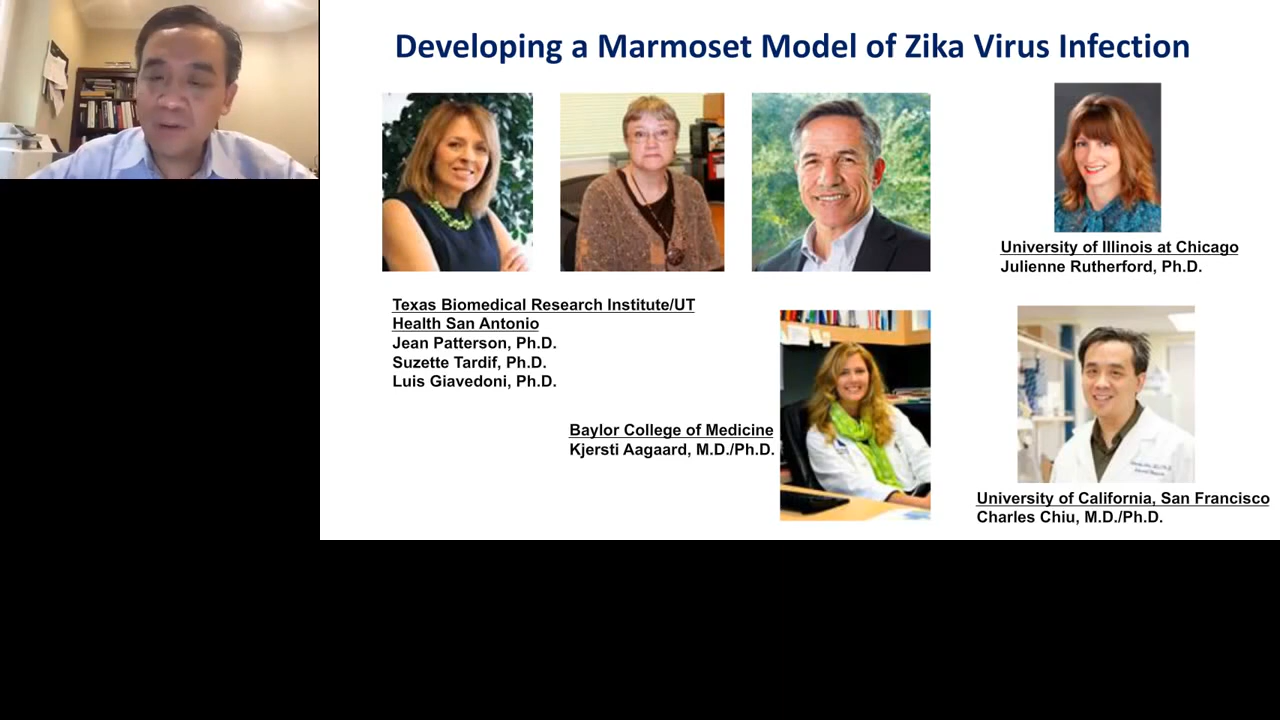 Developing a Marmoset Model of Zika Virus Infection
University of Illinois at Chicago
Julienne Rutherford, Ph.D.
Texas Biomedical Research Institute/UT
Health San Antonio
Jean Patterson, Ph.D.
Suzette Tardif, Ph.D.
Luis Giavedoni, Ph.D.
Baylor College of Medicine
Kjersti Aagaard, M.D./Ph.D.
University of California, San Francisco
Charles Chiu, M.D./Ph.D.